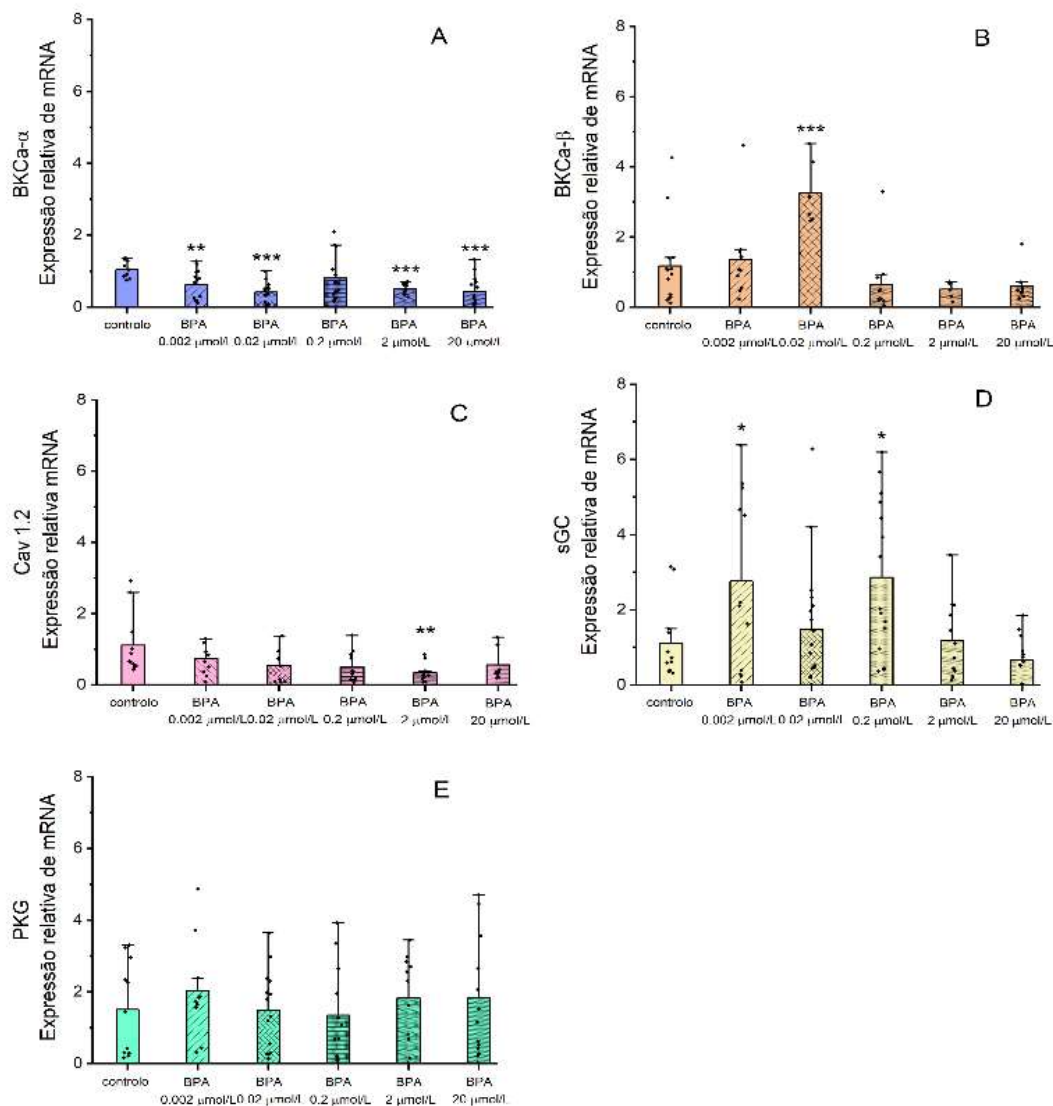 A
BKCa-α
Expressão relativa de mRNA
8
6
4
2
0
** *** *** ***
controlo BPA BPA BPA BPA BPA
0.002 μmol/L 0.02 μmol/L 0.2 μmol/L 2 μmol/L 20 μmol/L
B
BKCa-β
Expressão relativa de mRNA
8
6
4
2
0
***
controlo BPA BPA BPA BPA BPA
0.002 μmol/L 0.02 μmol/L 0.2 μmol/L 2 μmol/L 20 μmol/L
C
Cav 1.2
Expressão relativa mRNA
8
6
4
2
0
**
controlo BPA BPA BPA BPA BPA
0.002 μmol/L 0.02 μmol/L 0.2 μmol/L 2 μmol/L 20 μmol/L
D
sGC
Expressão relativa de mRNA
8
6
4
2
0
* *
controlo BPA BPA BPA BPA BPA
0.002 μmol/L 0.02 μmol/L 0.2 μmol/L 2 μmol/L 20 μmol/L
E
PKG
Expressão relativa de mRNA
8
6
4
2
0
controlo BPA BPA BPA BPA BPA
0.002 μmol/L 0.02 μmol/L 0.2 μmol/L 2 μmol/L 20 μmol/L